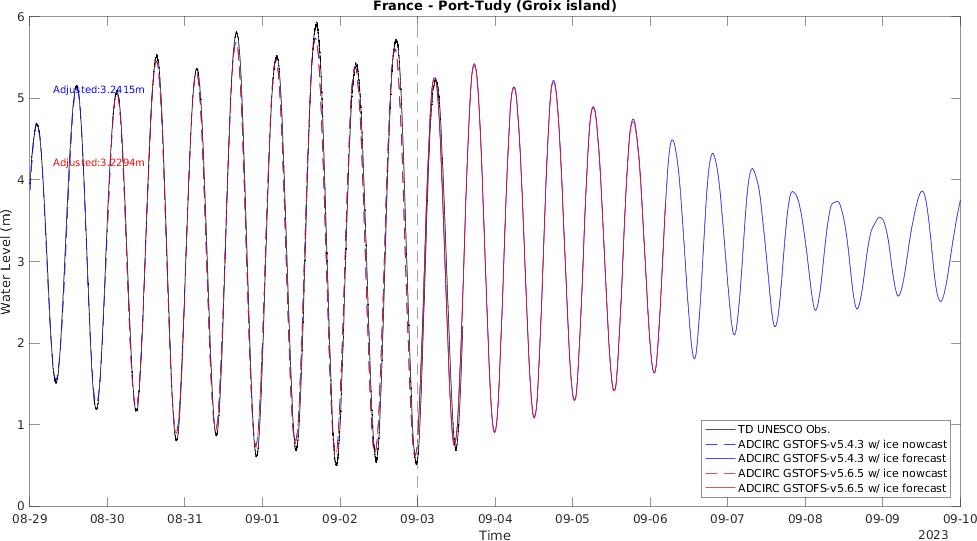 France - Port-Tudy (Groix island)
6
5
4
3
2
1
0
Water Level (m)
Adjusted:3.2415m
Adjusted:3.2294m
TD UNESCO Obs.
ADCIRC GSTOFS-v5.4.3 w/ ice nowcast
ADCIRC GSTOFS-v5.4.3 w/ ice forecast
ADCIRC GSTOFS-v5.6.5 w/ ice nowcast
ADCIRC GSTOFS-v5.6.5 w/ ice forecast
08-29 08-30 08-31 09-01 09-02 09-03 09-04 09-05 09-06 09-07 09-08 09-09 09-10
Time
2023